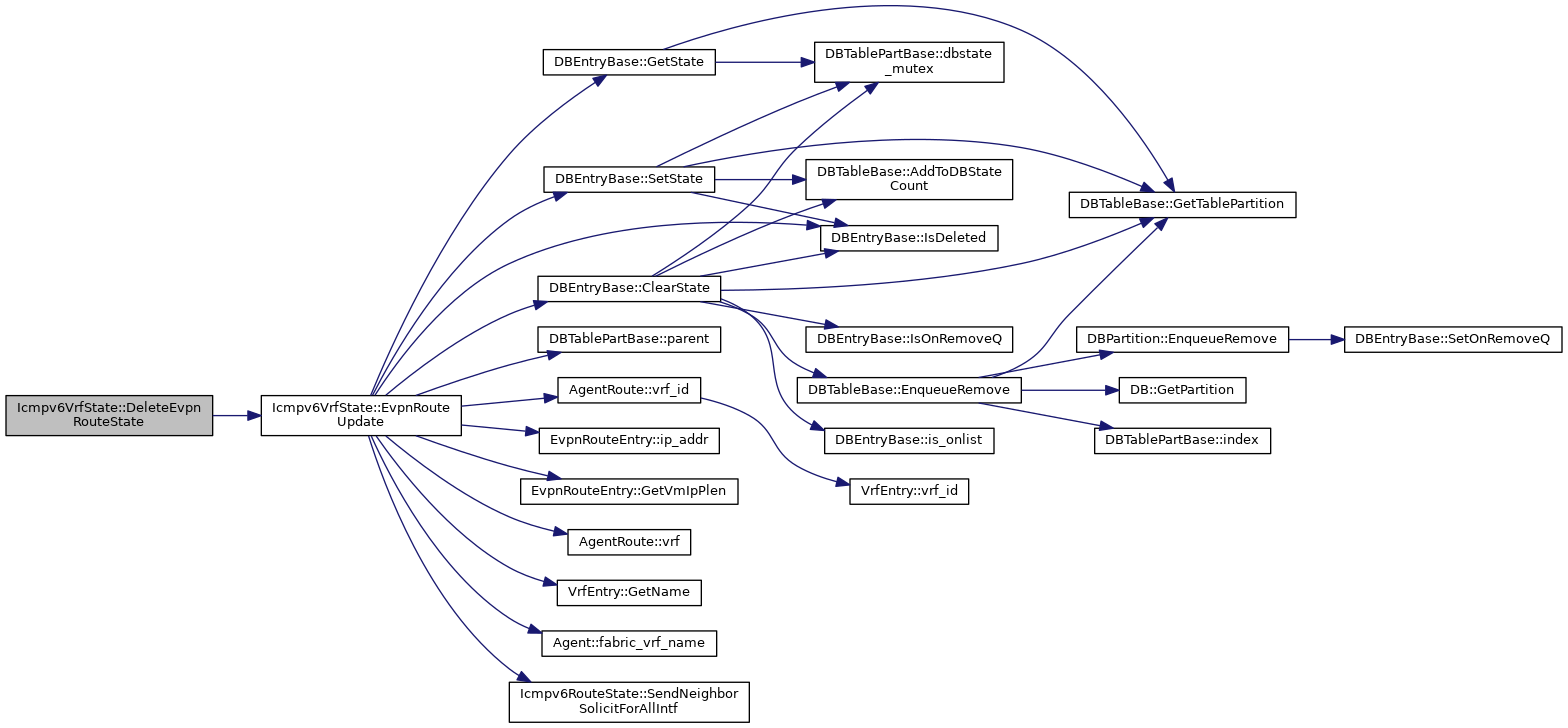 Icmpv6VrfState::DeleteEvpn
RouteState
Icmpv6VrfState::EvpnRoute
Update
DBEntryBase::GetState
DBEntryBase::SetState
DBEntryBase::ClearState
DBTablePartBase::parent
AgentRoute::vrf_id
EvpnRouteEntry::ip_addr
EvpnRouteEntry::GetVmIpPlen
AgentRoute::vrf
VrfEntry::GetName
Agent::fabric_vrf_name
Icmpv6RouteState::SendNeighbor
SolicitForAllIntf
DBTablePartBase::dbstate
_mutex
DBTableBase::AddToDBState
Count
DBEntryBase::IsDeleted
DBEntryBase::IsOnRemoveQ
DBTableBase::EnqueueRemove
DBEntryBase::is_onlist
VrfEntry::vrf_id
DBTableBase::GetTablePartition
DBPartition::EnqueueRemove
DB::GetPartition
DBTablePartBase::index
DBEntryBase::SetOnRemoveQ